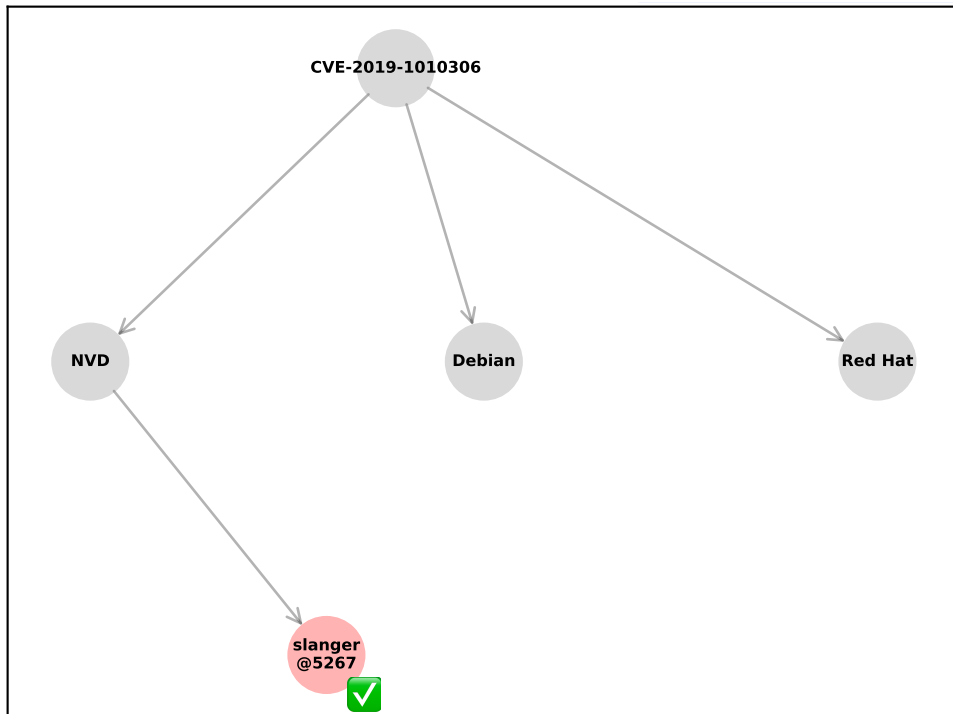 CVE-2019-1010306
NVD
Debian
Red Hat
slanger
@5267